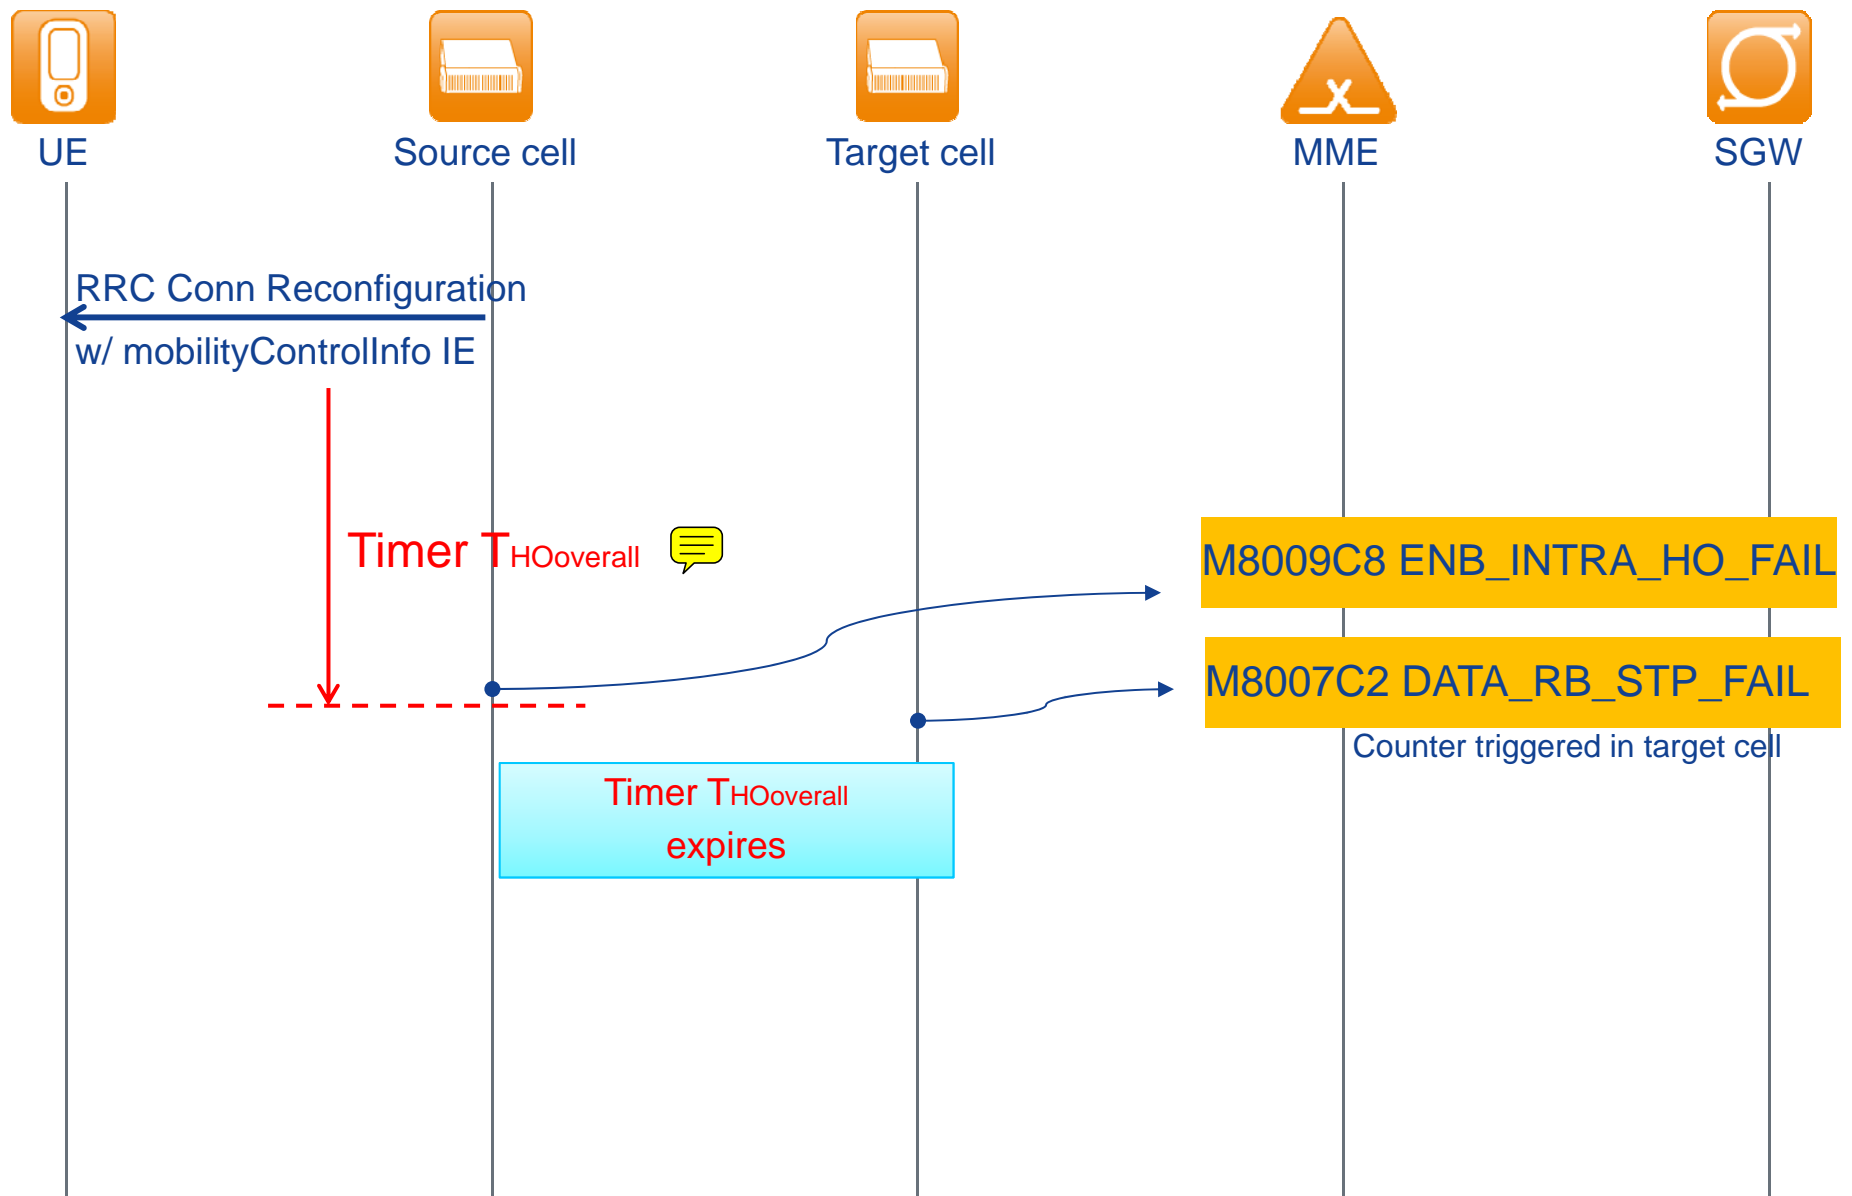 UE
Source cell
Target cell
MME
SGW
RRC Conn Reconfiguration
w/ mobilityControlInfo IE
Timer THOoverall
M8009C8 ENB_INTRA_HO_FAIL
M8007C2 DATA_RB_STP_FAIL
Counter triggered in target cell
Timer THOoverall
expires